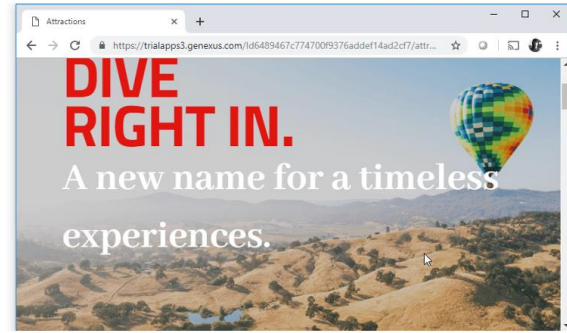 Attractions
https://trialapps3.genexus.com/Id6489467c774700f9376addef14ad2cf7/attr...
DIVE
RIGHT IN.
A new name for a timeless
experiences.